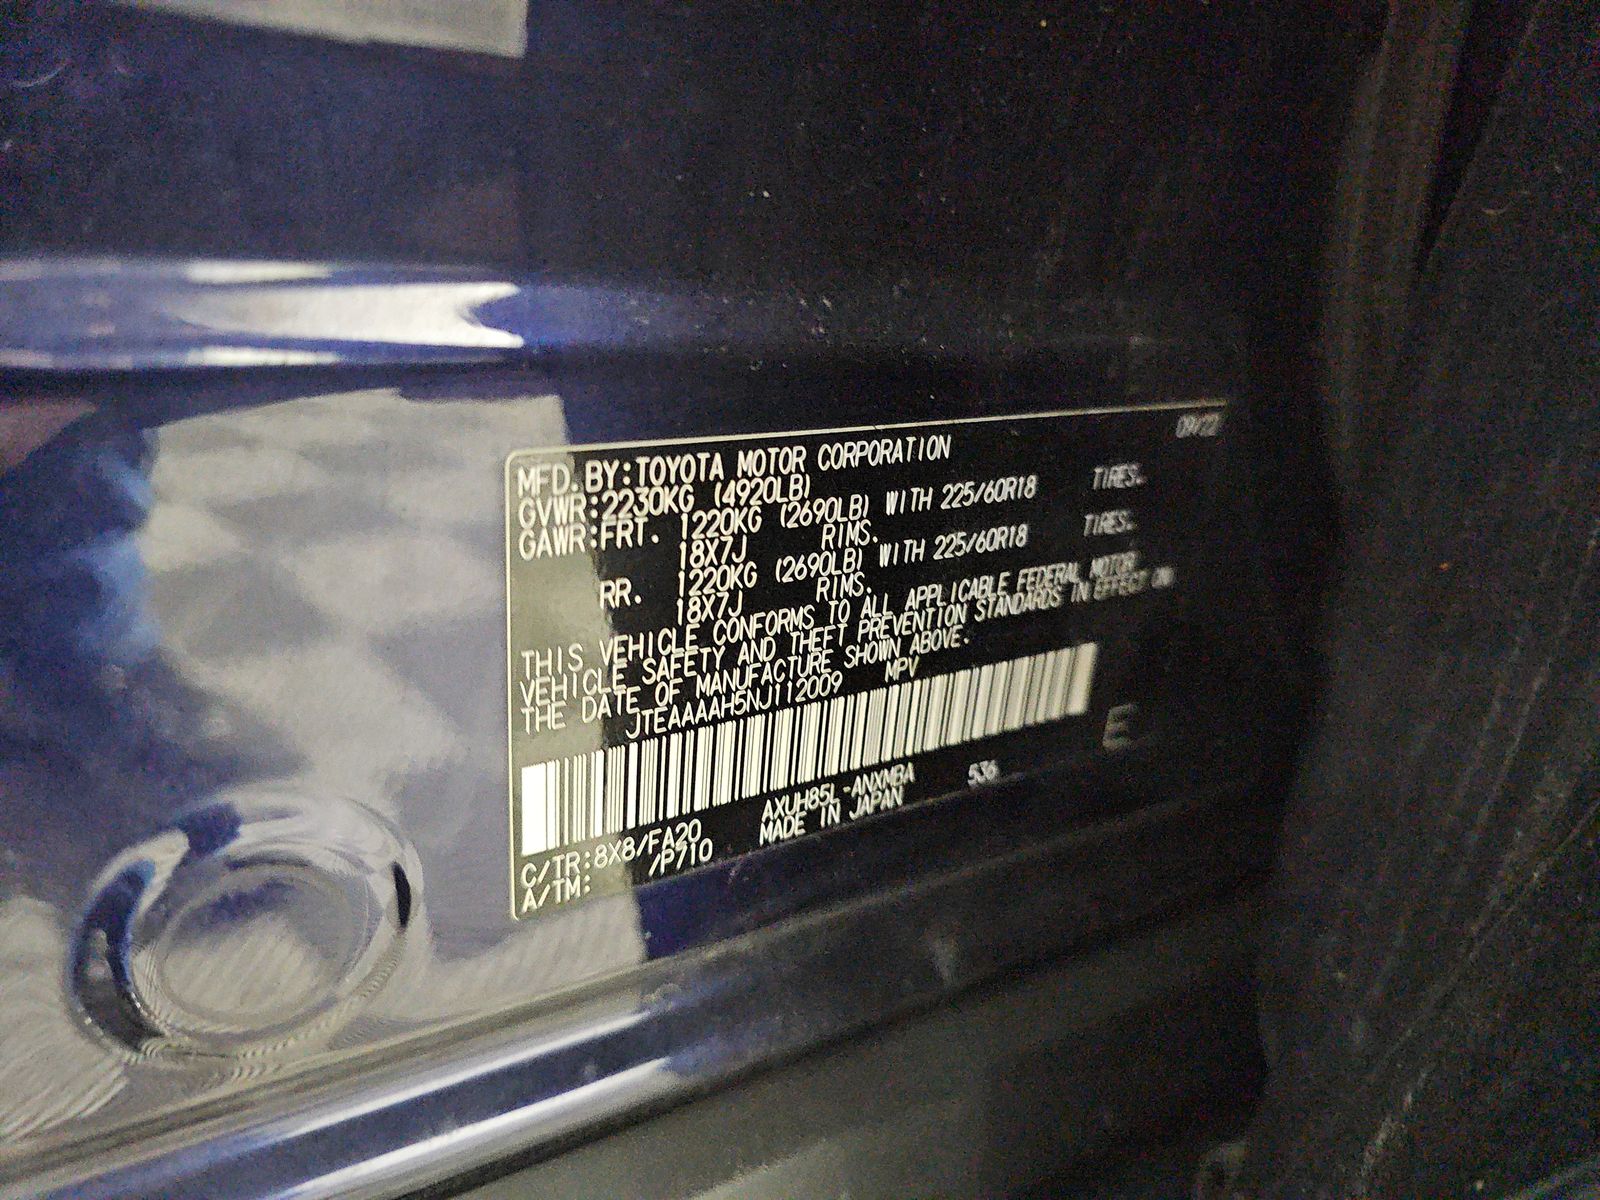 09/22
MFD. BY: TOYOTA MOTOR CORPORATION
GVWR: 2230KG (4920LB)
GAWR: FRT. 1220KG (2690LB) WITH 225/60R18 TIRES.
18X7J RIMS.
RR. 1220KG (2690LB) WITH 225/60R18 TIRES.
18X7J RIMS.
THIS VEHICLE CONFORMS TO ALL APPLICABLE FEDERAL MOTOR
VEHICLE SAFETY AND THEFT PREVENTION STANDARDS IN EFFECT ON
THE DATE OF MANUFACTURE SHOWN ABOVE.
JTEAAAAH5NJ112009 MPV
E
C/TR: 8X8/FA20 AXUH85L-ANXMBA 536
A/TM: /P710 MADE IN JAPAN